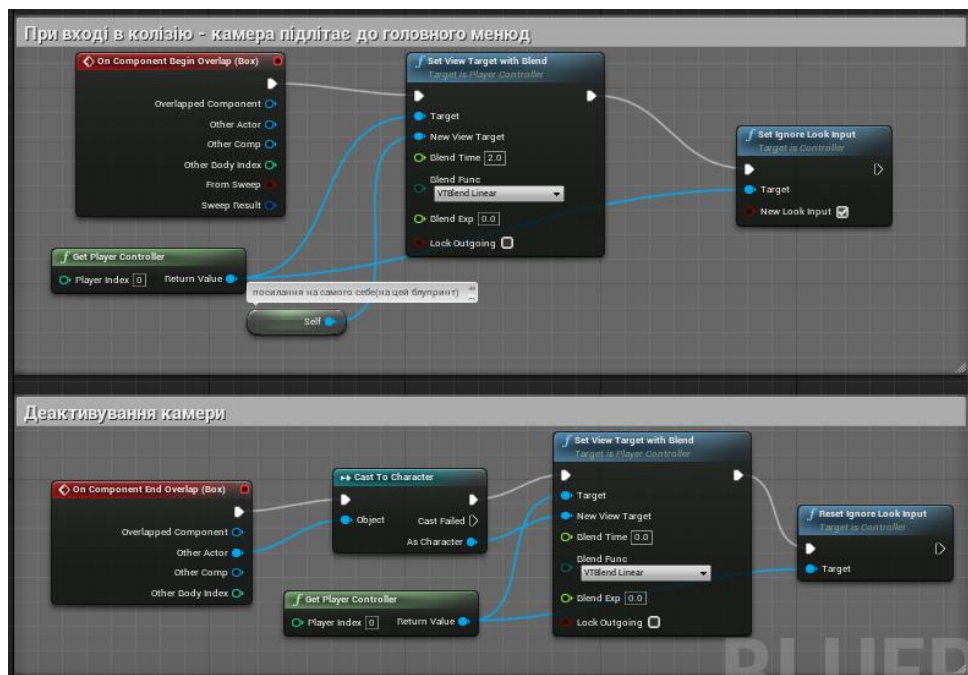 При вході в колізію - камера підлітає до головного менюд
On Component Begin Overlap (Box)
Overlapped Component
Other Actor
Other Comp
Other Body Index
From Sweep
Sweep Result
Set View Target with Blend
Target is Player Controller
Target
New View Target
Blend Time 2.0
Blend Func
VTBlend Linear
Blend Exp 0.0
Lock Outgoing
Set Ignore Look Input
Target is Controller
Target
New Look Input
Get Player Controller
Player Index 0 Return Value
посилання на самого себе(на цей блупринт)
Self
Деактивування камери
On Component End Overlap (Box)
Overlapped Component
Other Actor
Other Comp
Other Body Index
Cast To Character
Object Cast Failed
As Character
Get Player Controller
Player Index 0 Return Value
Set View Target with Blend
Target is Player Controller
Target
New View Target
Blend Time 0.0
Blend Func
VTBlend Linear
Blend Exp 0.0
Lock Outgoing
Reset Ignore Look Input
Target is Controller
Target